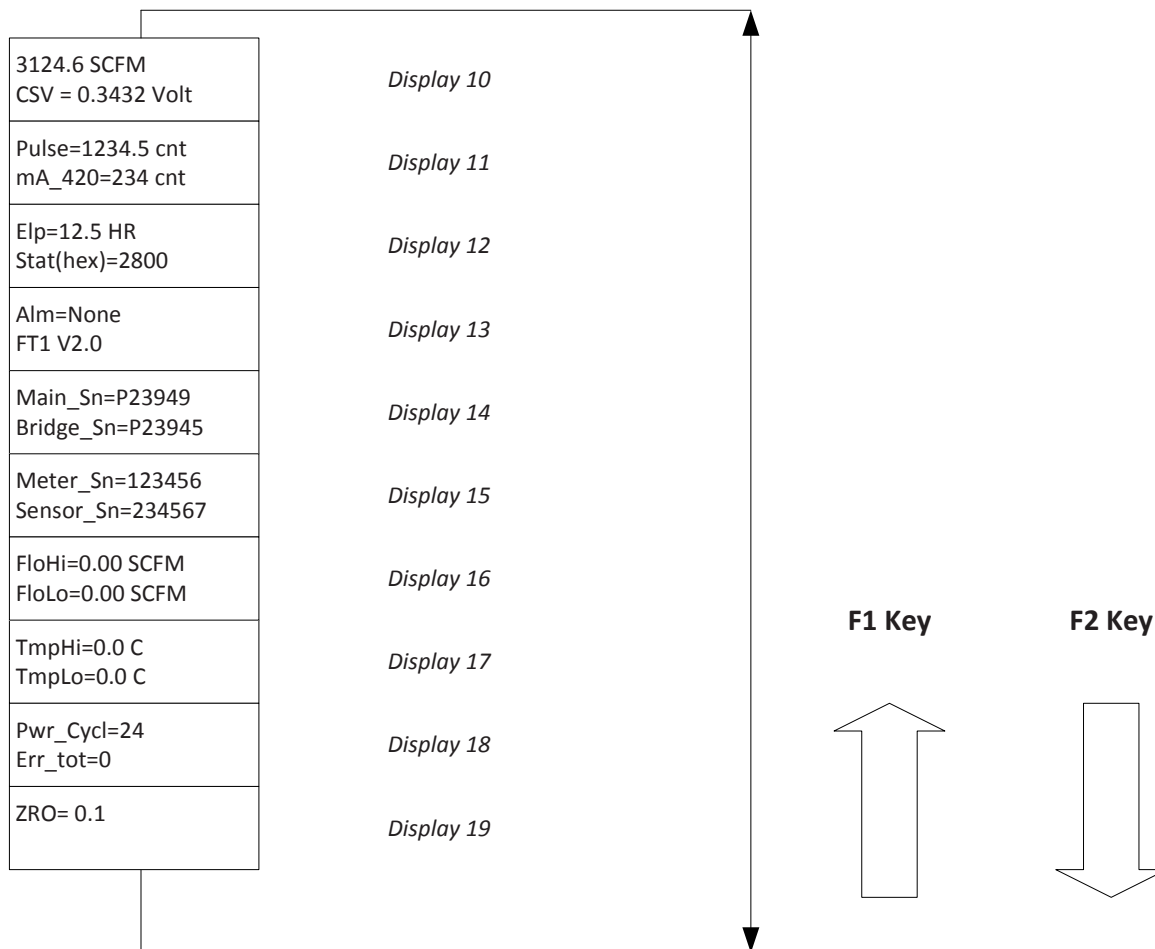 3124.6 SCFM
CSV = 0.3432 Volt
Display 10
Pulse=1234.5 cnt
mA_420=234 cnt
Display 11
Elp=12.5 HR
Stat(hex)=2800
Display 12
Alm=None
FT1 V2.0
Display 13
Main_Sn=P23949
Bridge_Sn=P23945
Display 14
Meter_Sn=123456
Sensor_Sn=234567
Display 15
FloHi=0.00 SCFM
FloLo=0.00 SCFM
Display 16
TmpHi=0.0 C
TmpLo=0.0 C
Display 17
Pwr_Cycl=24
Err_tot=0
Display 18
ZRO= 0.1
Display 19
F1 Key
F2 Key